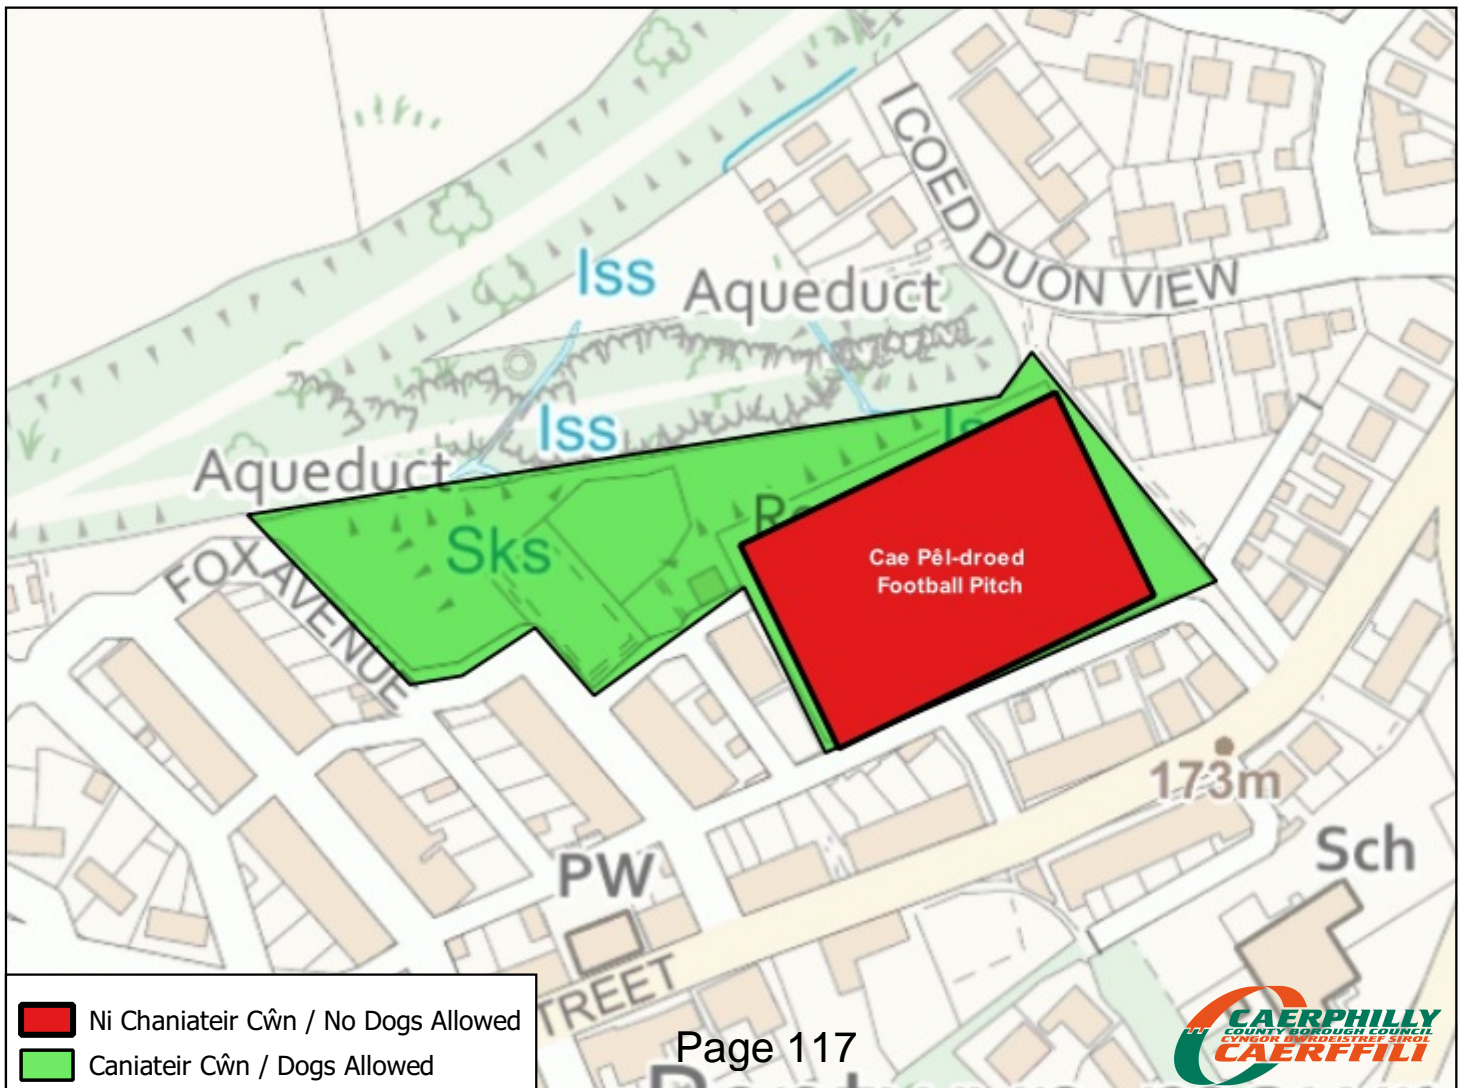 COED DUON VIEW
Iss
Aqueduct
Iss
Aqueduct
Sks
FOX AVENUE
Cae Pêl-droed
Football Pitch
173m
Sch
PW
TREET
Ni Chaniateir Cŵn / No Dogs Allowed
Caniateir Cŵn / Dogs Allowed
Page 117
CAERPHILLY
COUNTY BOROUGH COUNCIL
CYNGOR BWRDEISTREF SIROL
CAERFFILI